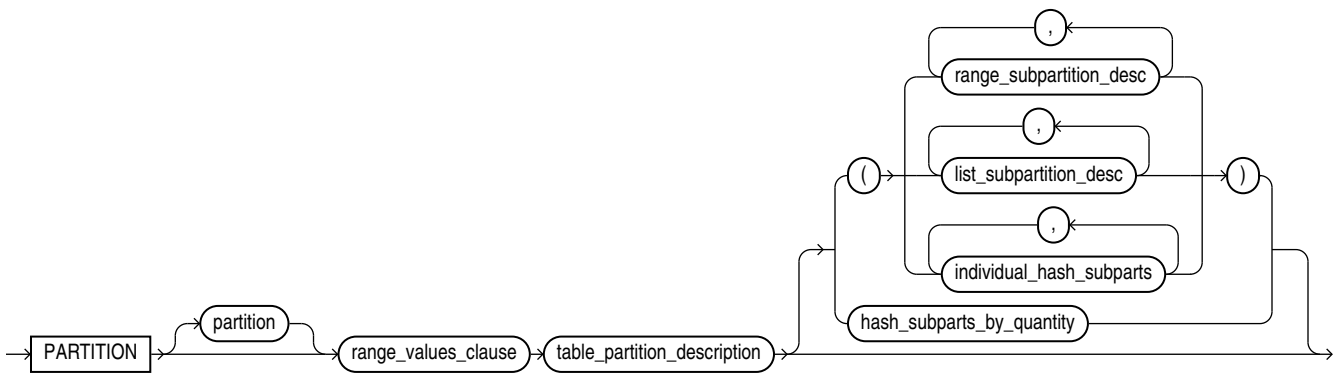 ,
range_subpartition_desc
,
( list_subpartition_desc )
,
individual_hash_subparts
partition hash_subparts_by_quantity
PARTITION range_values_clause table_partition_description